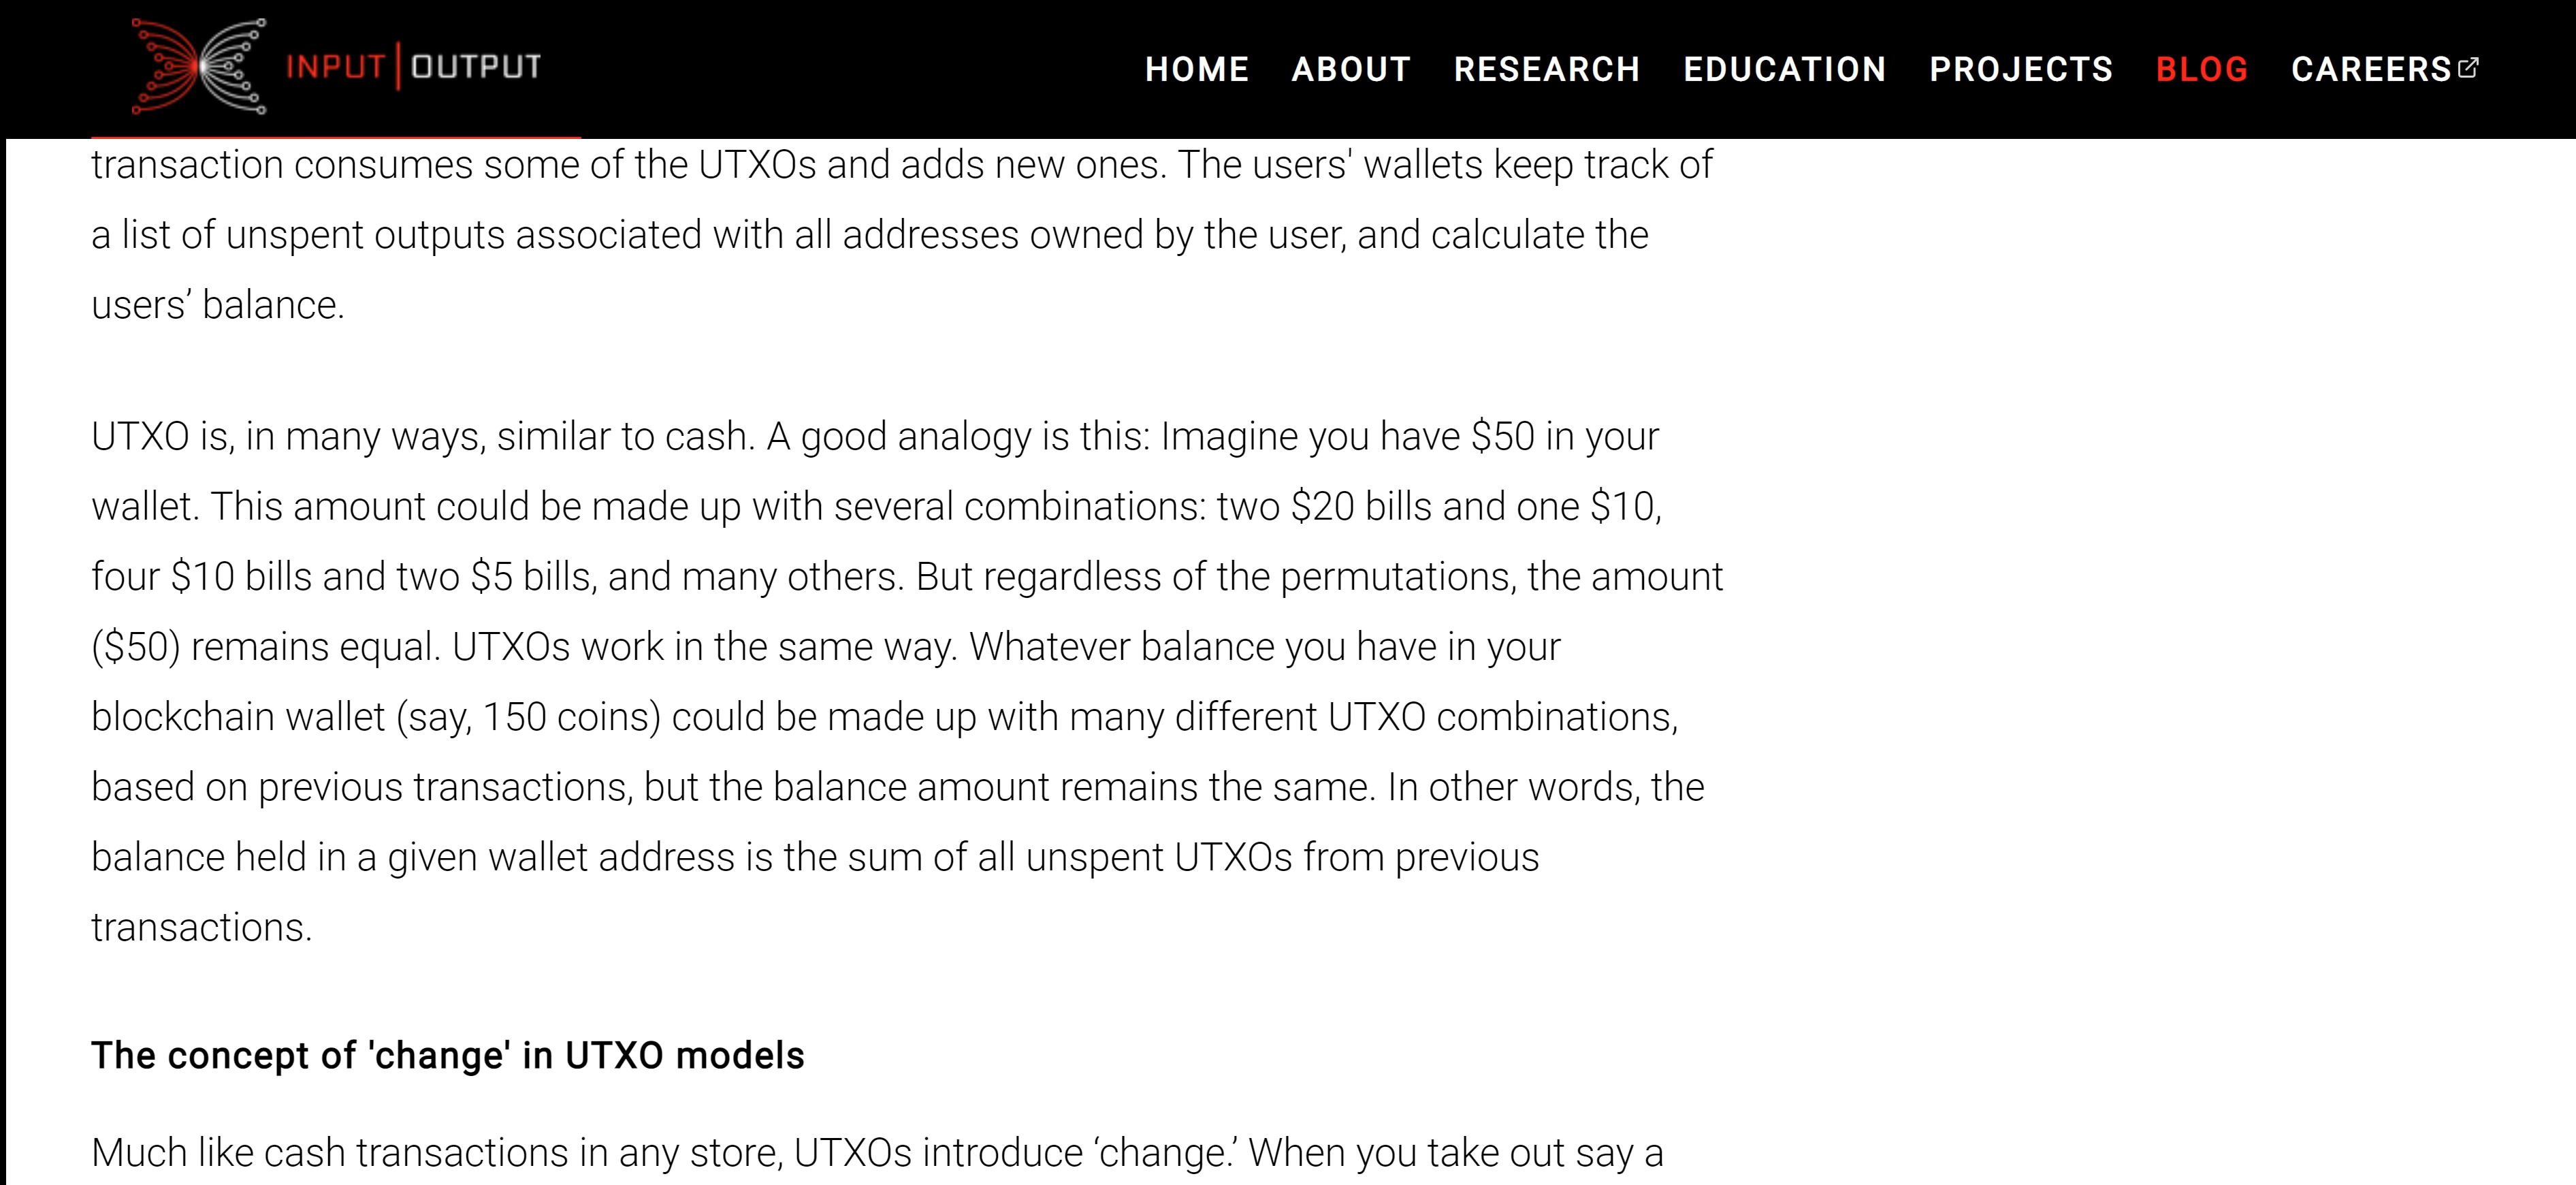 INPUT | OUTPUT
HOME ABOUT RESEARCH EDUCATION PROJECTS BLOG CAREERS
transaction consumes some of the UTXOs and adds new ones. The users' wallets keep track of
a list of unspent outputs associated with all addresses owned by the user, and calculate the
users’ balance.
UTXO is, in many ways, similar to cash. A good analogy is this: Imagine you have $50 in your
wallet. This amount could be made up with several combinations: two $20 bills and one $10,
four $10 bills and two $5 bills, and many others. But regardless of the permutations, the amount
($50) remains equal. UTXOs work in the same way. Whatever balance you have in your
blockchain wallet (say, 150 coins) could be made up with many different UTXO combinations,
based on previous transactions, but the balance amount remains the same. In other words, the
balance held in a given wallet address is the sum of all unspent UTXOs from previous
transactions.
The concept of 'change' in UTXO models
Much like cash transactions in any store, UTXOs introduce ‘change.’ When you take out say a